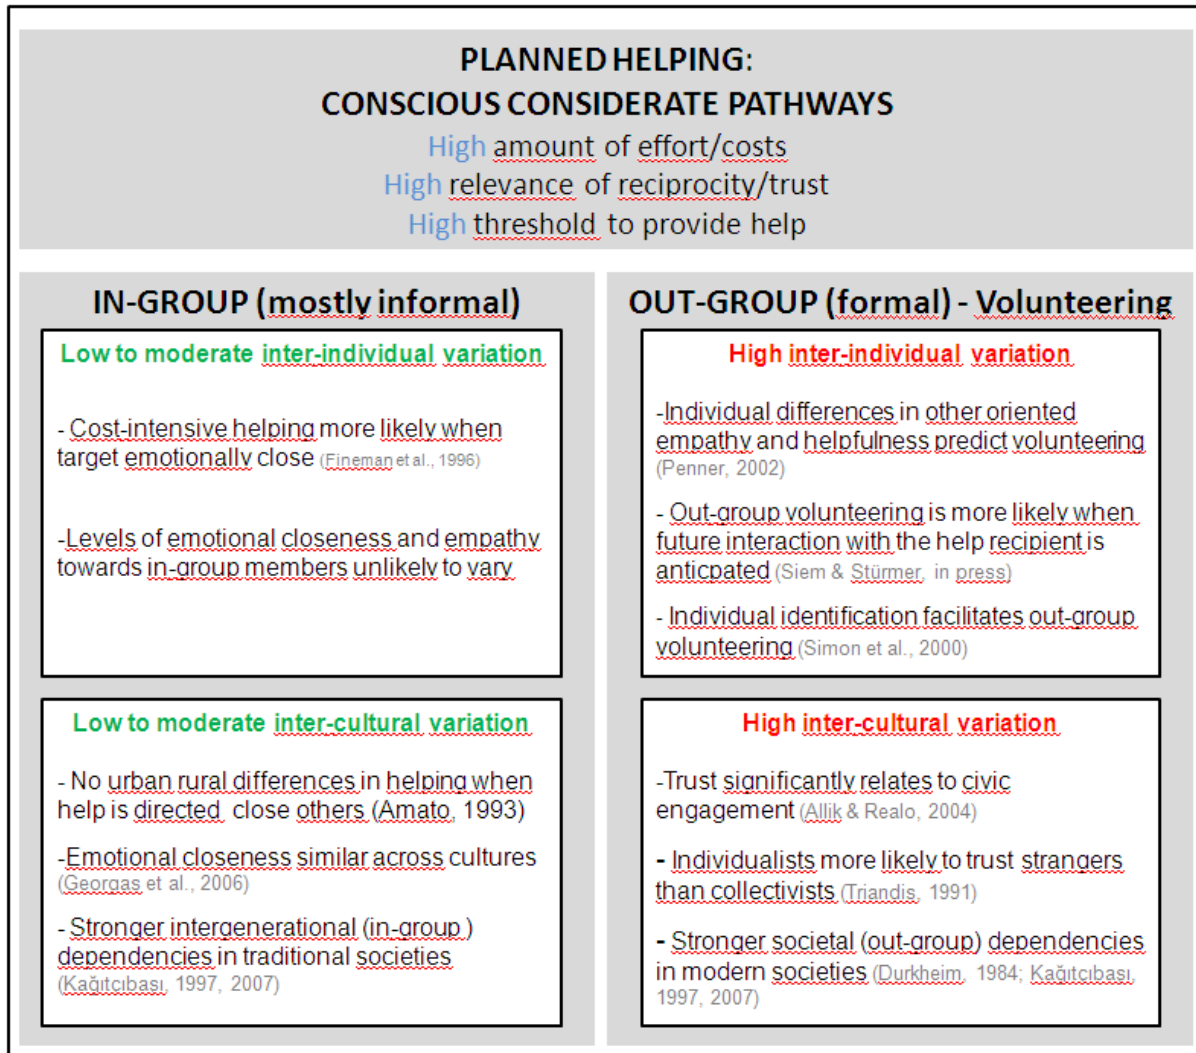 PLANNED HELPING:
CONSCIOUS CONSIDERATE PATHWAYS
High amount of effort/costs
High relevance of reciprocity/trust
High threshold to provide help
IN-GROUP (mostly informal)
Low to moderate inter-individual variation
- Cost-intensive helping more likely when
target emotionally close (Fineman et al., 1996)
-Levels of emotional closeness and empathy
towards in-group members unlikely to vary
Low to moderate inter-cultural variation
- No urban rural differences in helping when
help is directed close others (Amato, 1993)
-Emotional closeness similar across cultures
(Georgas et al., 2006)
- Stronger intergenerational (in-group )
dependencies in traditional societies
(Kağıtcıbası, 1997, 2007)
OUT-GROUP (formal) - Volunteering
High inter-individual variation
-Individual differences in other oriented
empathy and helpfulness predict volunteering
(Penner, 2002)
- Out-group volunteering is more likely when
future interaction with the help recipient is
anticpated (Siem & Stürmer, in press)
- Individual identification facilitates out-group
volunteering (Simon et al., 2000)
High inter-cultural variation
-Trust significantly relates to civic
engagement (Allik & Realo, 2004)
- Individualists more likely to trust strangers
than collectivists (Triandis, 1991)
- Stronger societal (out-group) dependencies
in modern societies (Durkheim, 1984; Kağıtcıbası,
1997, 2007)